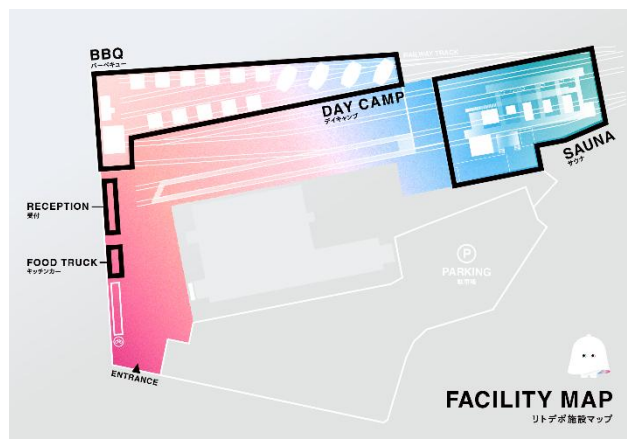 BBQ
バーベキュー
RAILWAY TRUCK
DAY CAMP
デイキャンプ
SAUNA
サウナ
RECEPTION
受付
FOOD TRUCK
キッチンカー
P
PARKING
駐車場
ENTRANCE
FACILITY MAP
リトデポ施設マップ